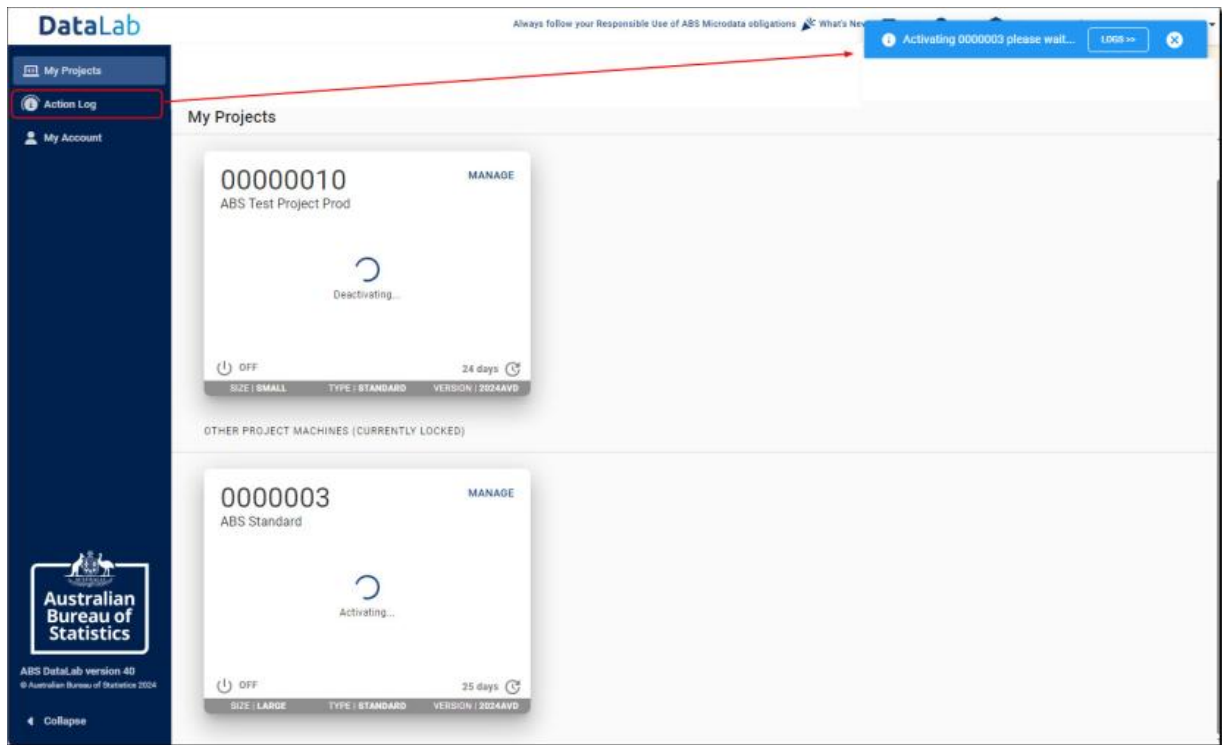 DataLab
Always follow your Responsible Use of ABS Microdata obligations What's New
Activating 0000003 please wait... LOGS >>
My Projects
Action Log
My Account
My Projects
00000010 MANAGE
ABS Test Project Prod
Deactivating...
OFF 24 days
SIZE | SMALL TYPE | STANDARD VERSION | 2024AVD
OTHER PROJECT MACHINES (CURRENTLY LOCKED)
0000003 MANAGE
ABS Standard
Activating...
OFF 25 days
SIZE | LARGE TYPE | STANDARD VERSION | 2024AVD
Australian
Bureau of
Statistics
ABS DataLab version 40
© Australian Bureau of Statistics 2024
Collapse